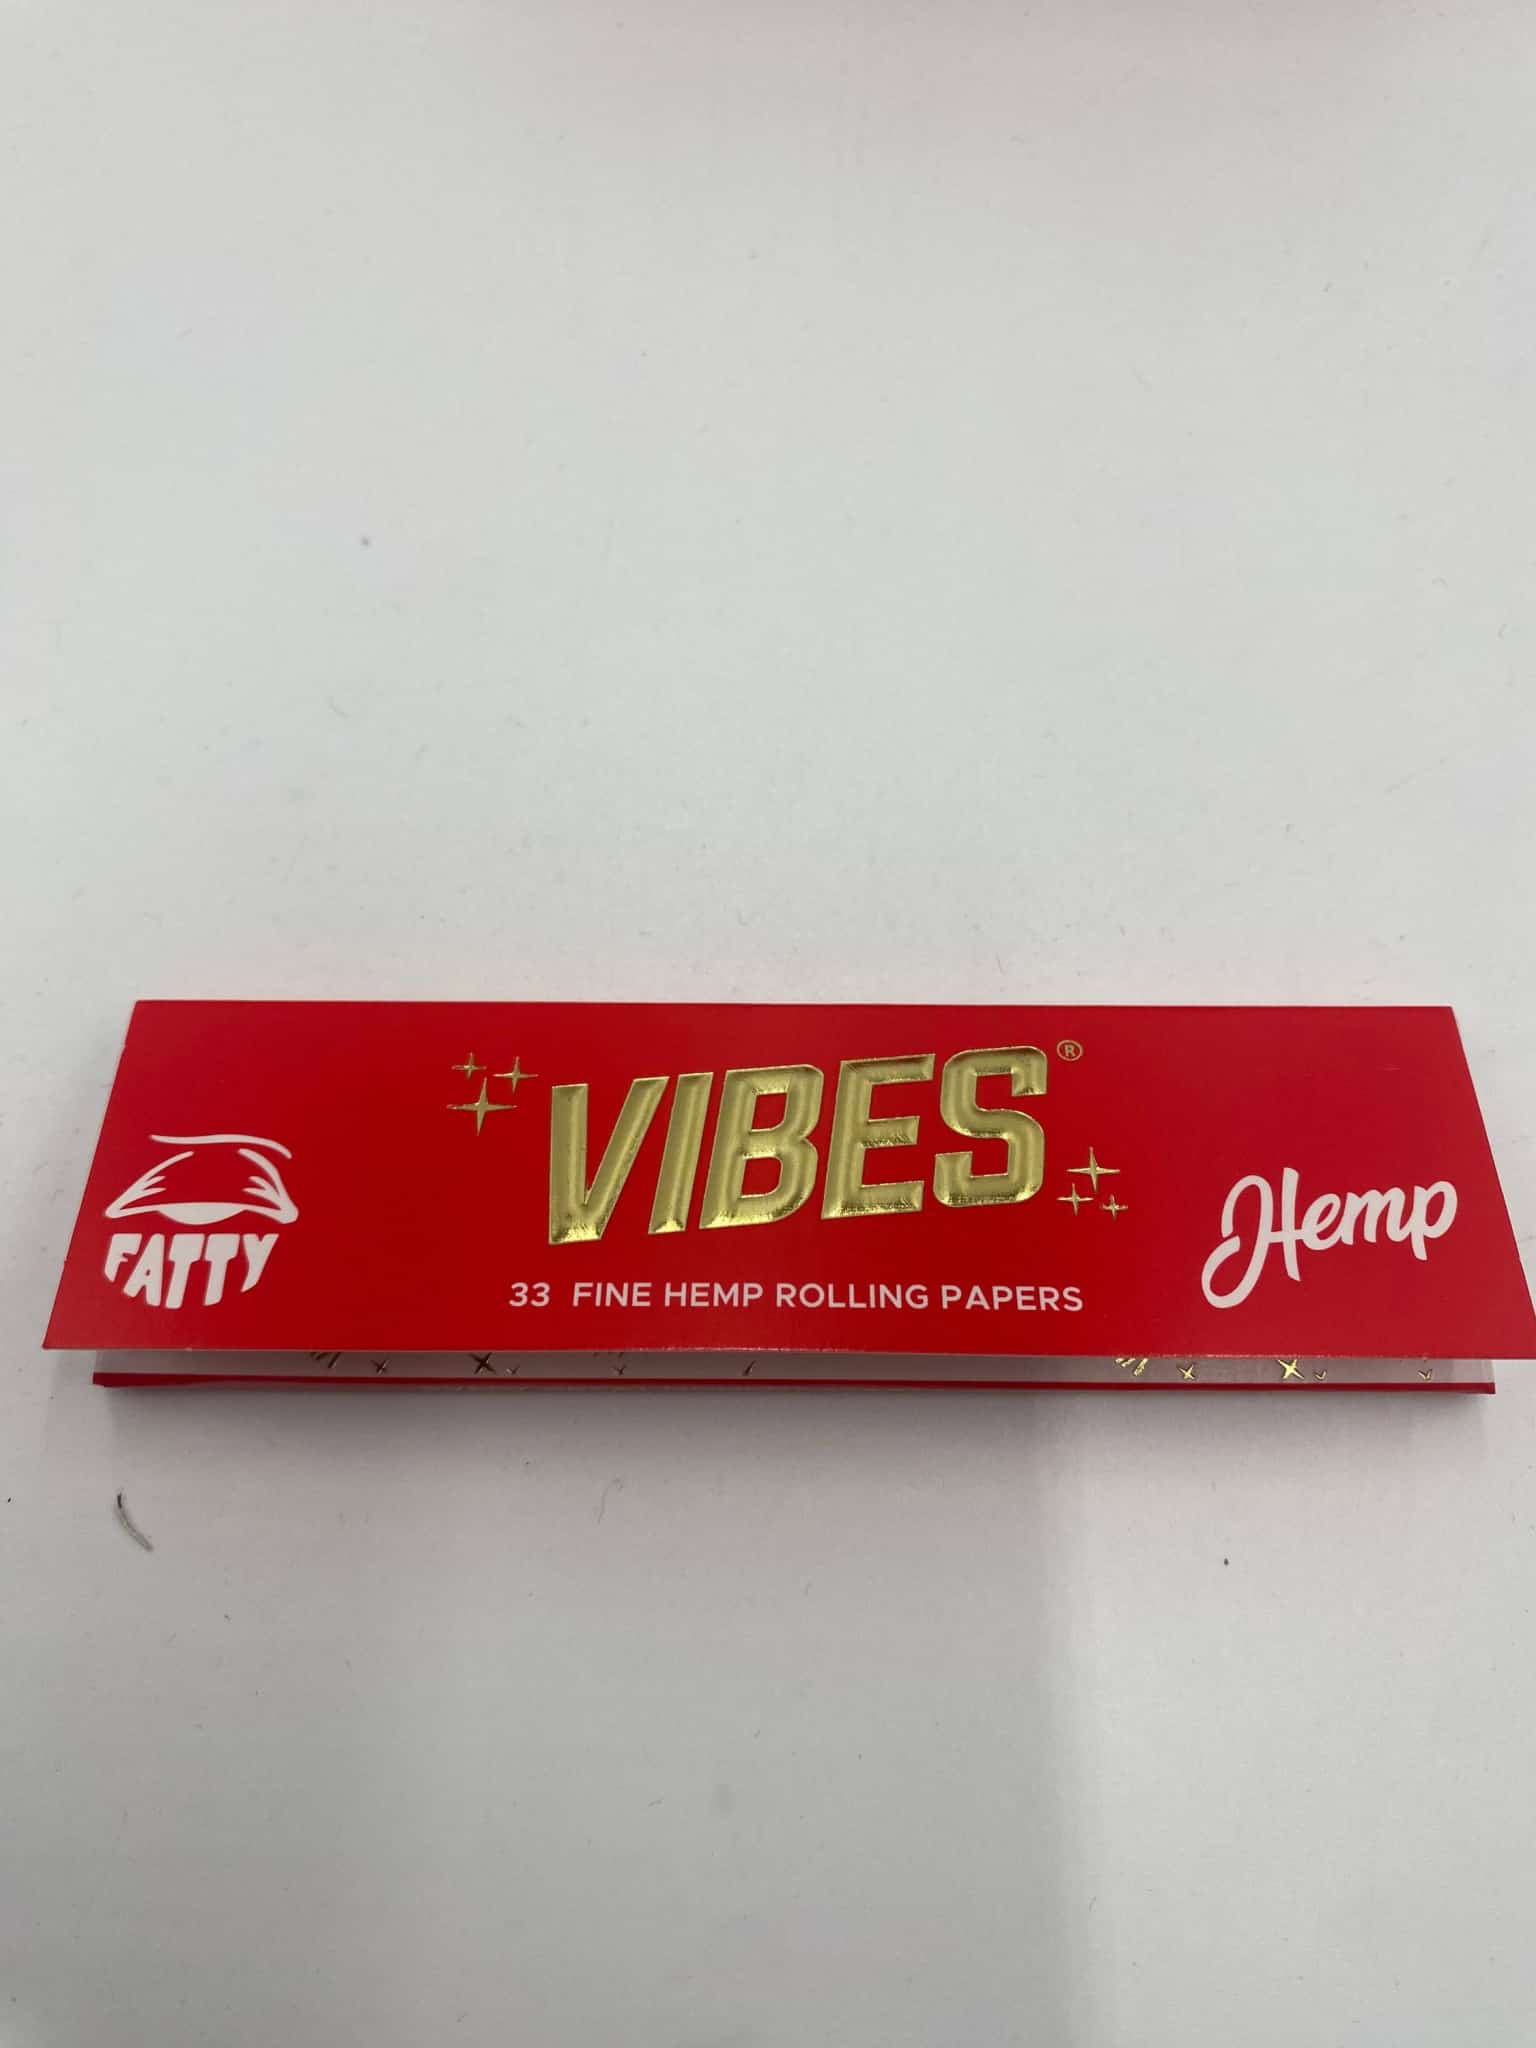 VIBES®
FATTY
Hemp
33 FINE HEMP ROLLING PAPERS